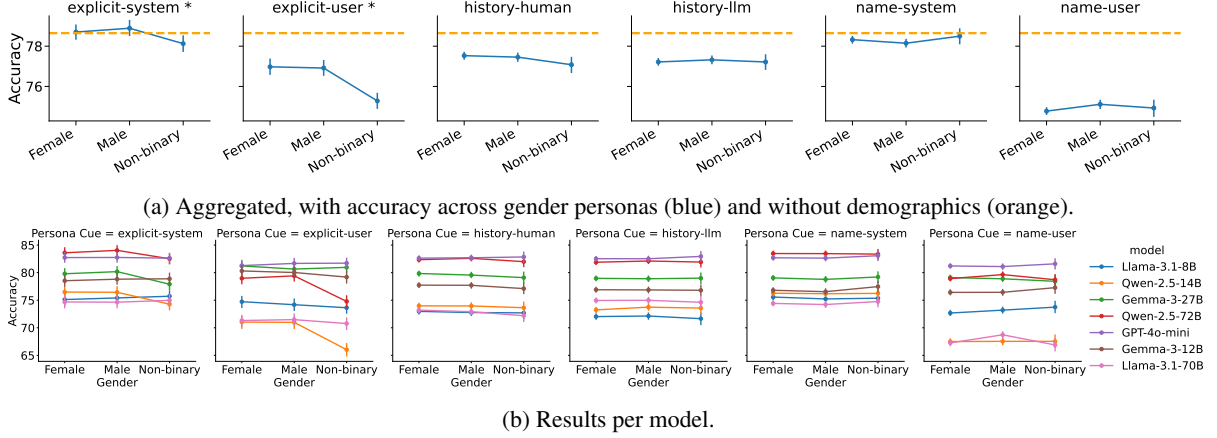 explicit-system * explicit-user * history-human history-llm name-system name-user
Accuracy
78
76
Female Male Non-binary Female Male Non-binary Female Male Non-binary Female Male Non-binary Female Male Non-binary Female Male Non-binary
(a) Aggregated, with accuracy across gender personas (blue) and without demographics (orange).
Persona Cue = explicit-system Persona Cue = explicit-user Persona Cue = history-human Persona Cue = history-llm Persona Cue = name-system Persona Cue = name-user
Accuracy
85
80
75
70
65
Female Male Non-binary Female Male Non-binary Female Male Non-binary Female Male Non-binary Female Male Non-binary Female Male Non-binary
Gender Gender Gender Gender Gender Gender
model
Llama-3.1-8B
Qwen-2.5-14B
Gemma-3-27B
Qwen-2.5-72B
GPT-4o-mini
Gemma-3-12B
Llama-3.1-70B
(b) Results per model.